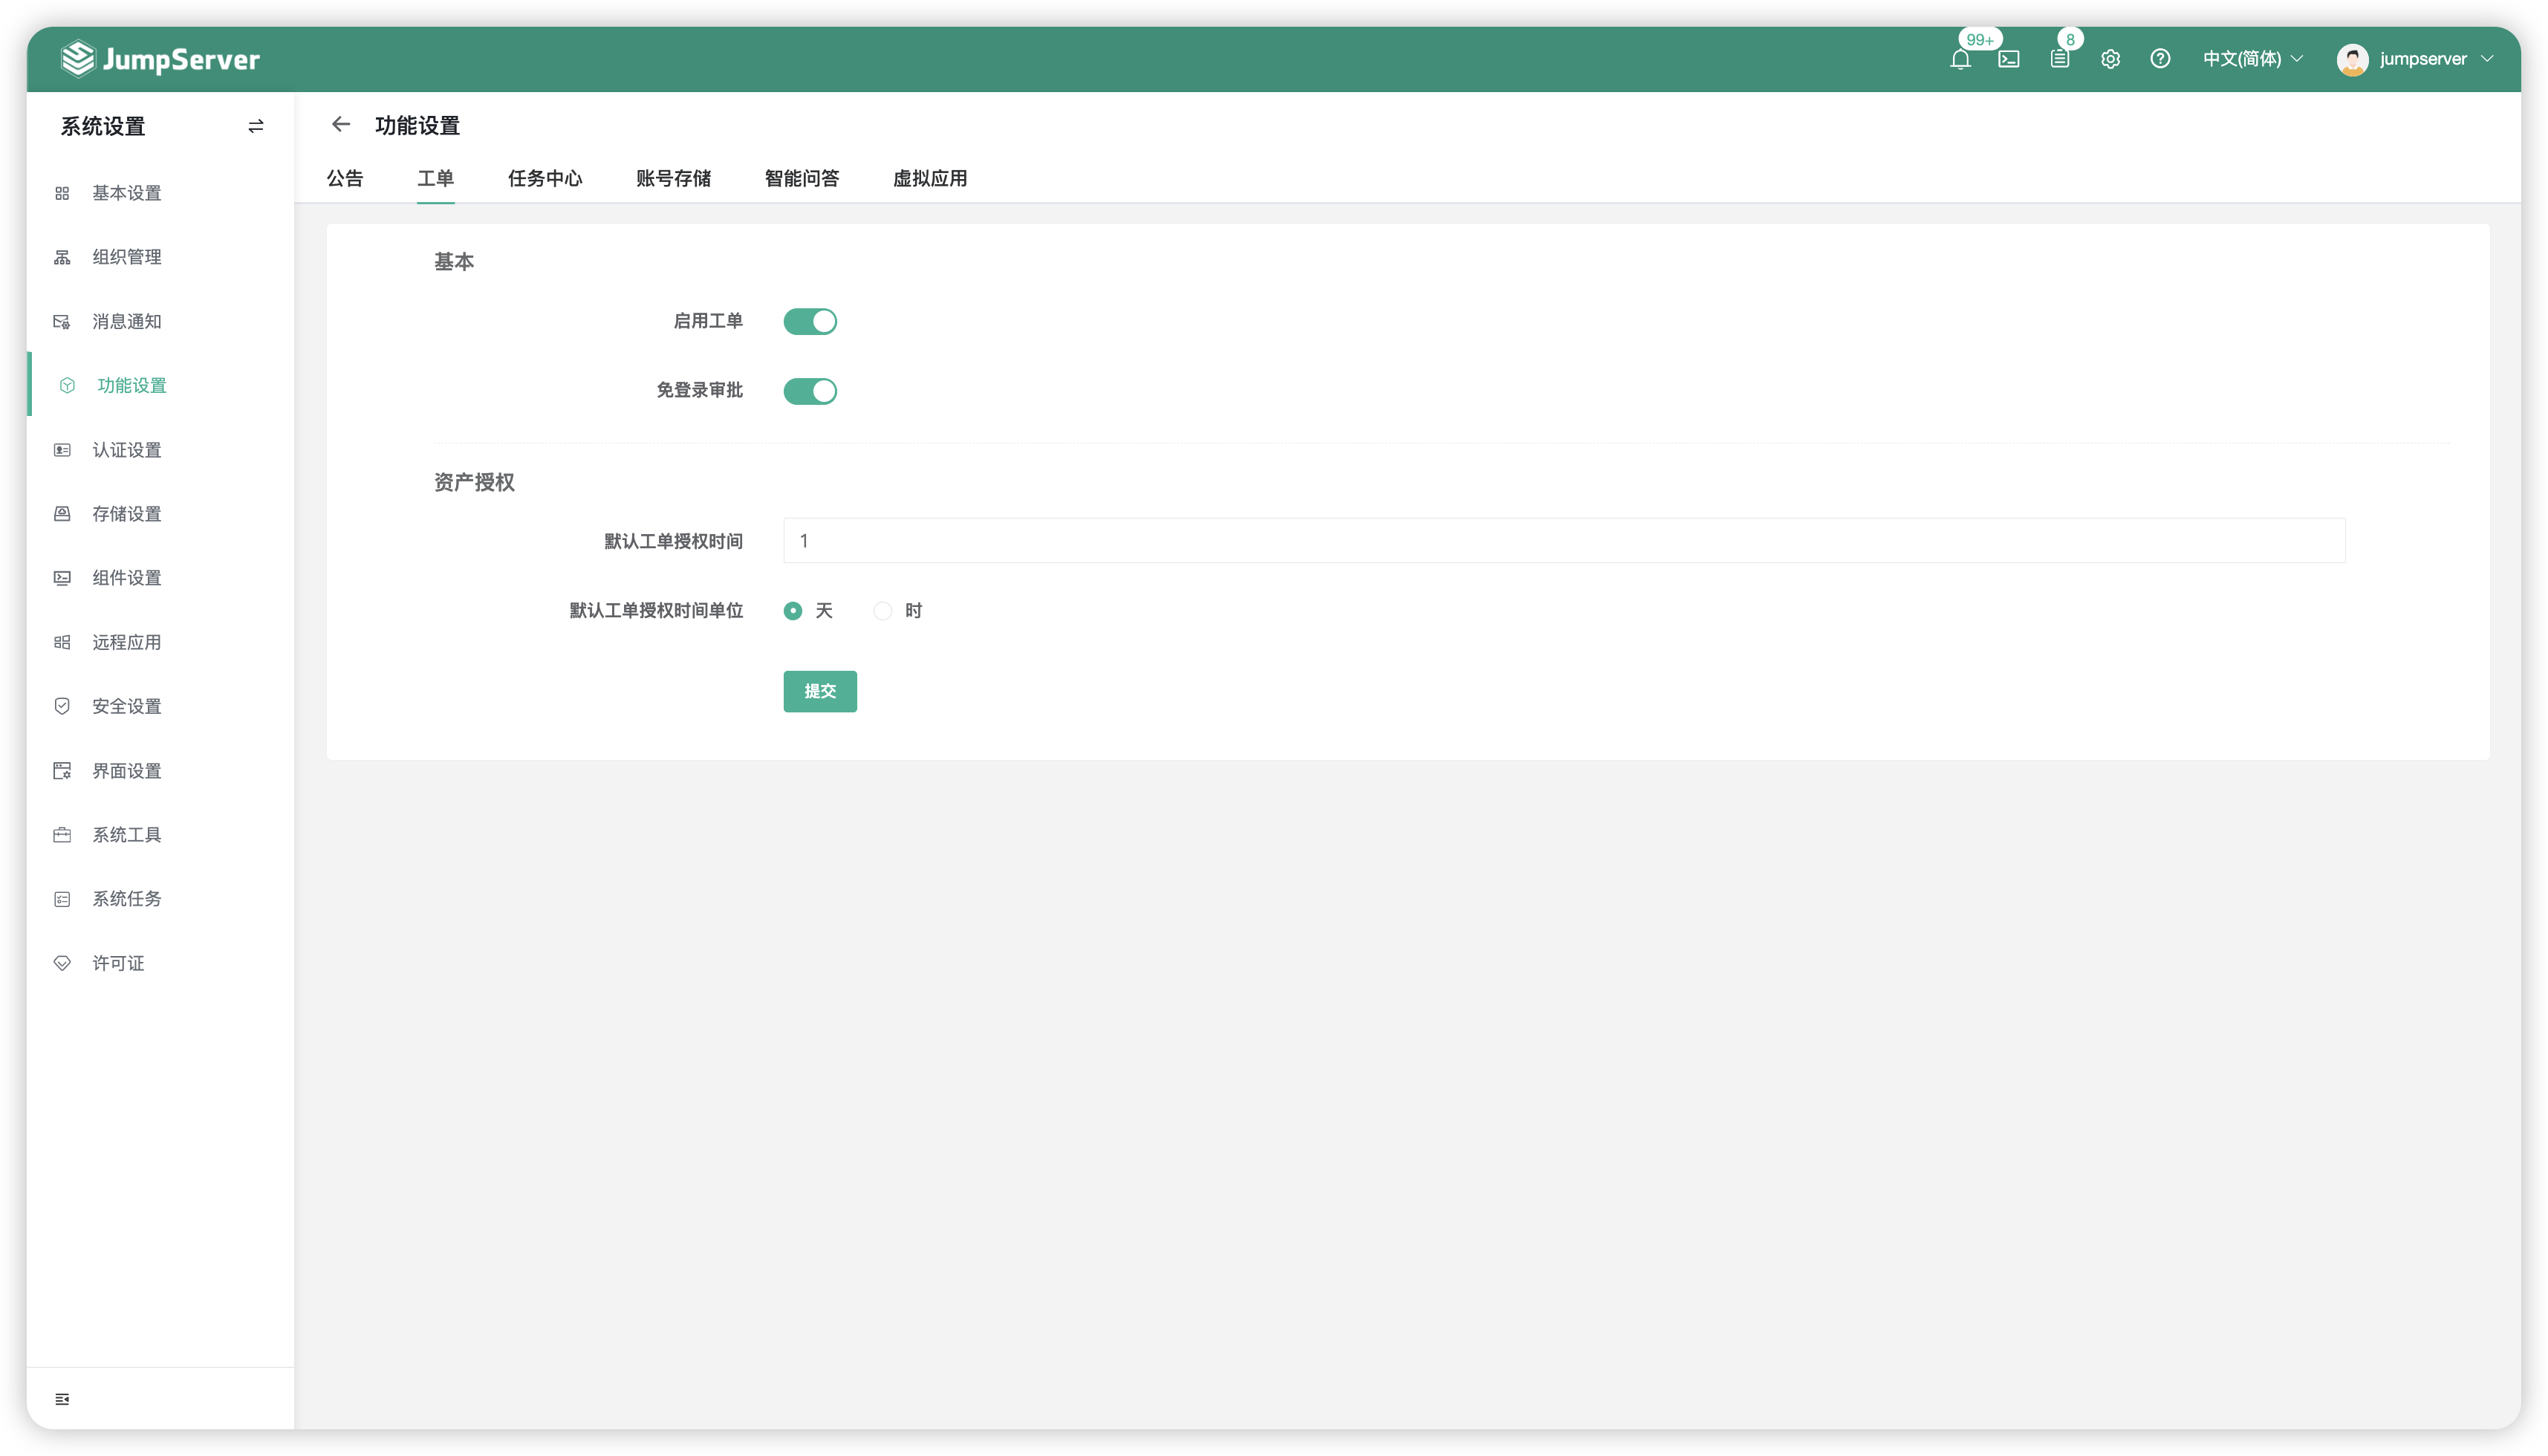 JumpServer
99+
8
中文(简体)
jumpserver
系统设置
基本设置
组织管理
消息通知
功能设置
认证设置
存储设置
组件设置
远程应用
安全设置
界面设置
系统工具
系统任务
许可证
功能设置
公告 工单 任务中心 账号存储 智能问答 虚拟应用
基本
启用工单
免登录审批
资产授权
默认工单授权时间 1
默认工单授权时间单位 天 时
提交